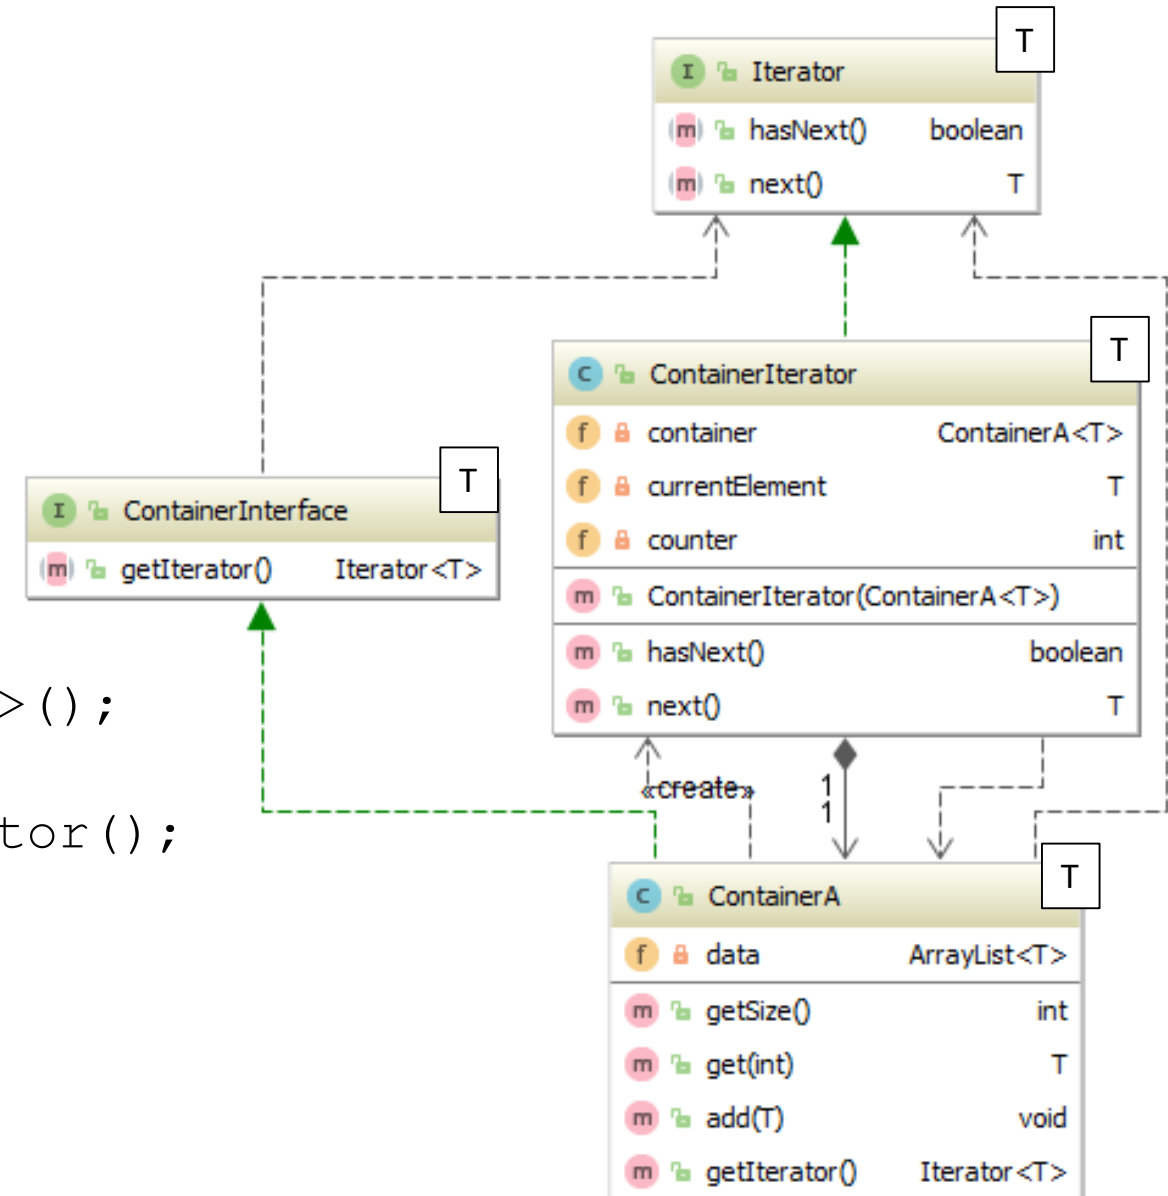 T
I Iterator
m hasNext() boolean
m next() T
T
C ContainerIterator
f container ContainerA<T>
f currentElement T
f counter int
m ContainerIterator(ContainerA<T>)
m hasNext() boolean
m next() T
T
I ContainerInterface
m getIterator() Iterator<T>
>();
tor();
«create»
1
1
T
C ContainerA
f data ArrayList<T>
m getSize() int
m get(int) T
m add(T) void
m getIterator() Iterator<T>